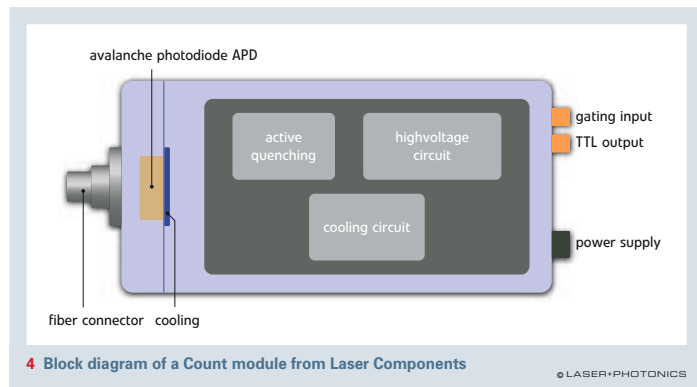 avalanche photodiode APD
active
quenching
highvoltage
circuit
gating input
TTL output
cooling circuit
power supply
fiber connector cooling
4 Block diagram of a Count module from Laser Components
© LASER+PHOTONICS